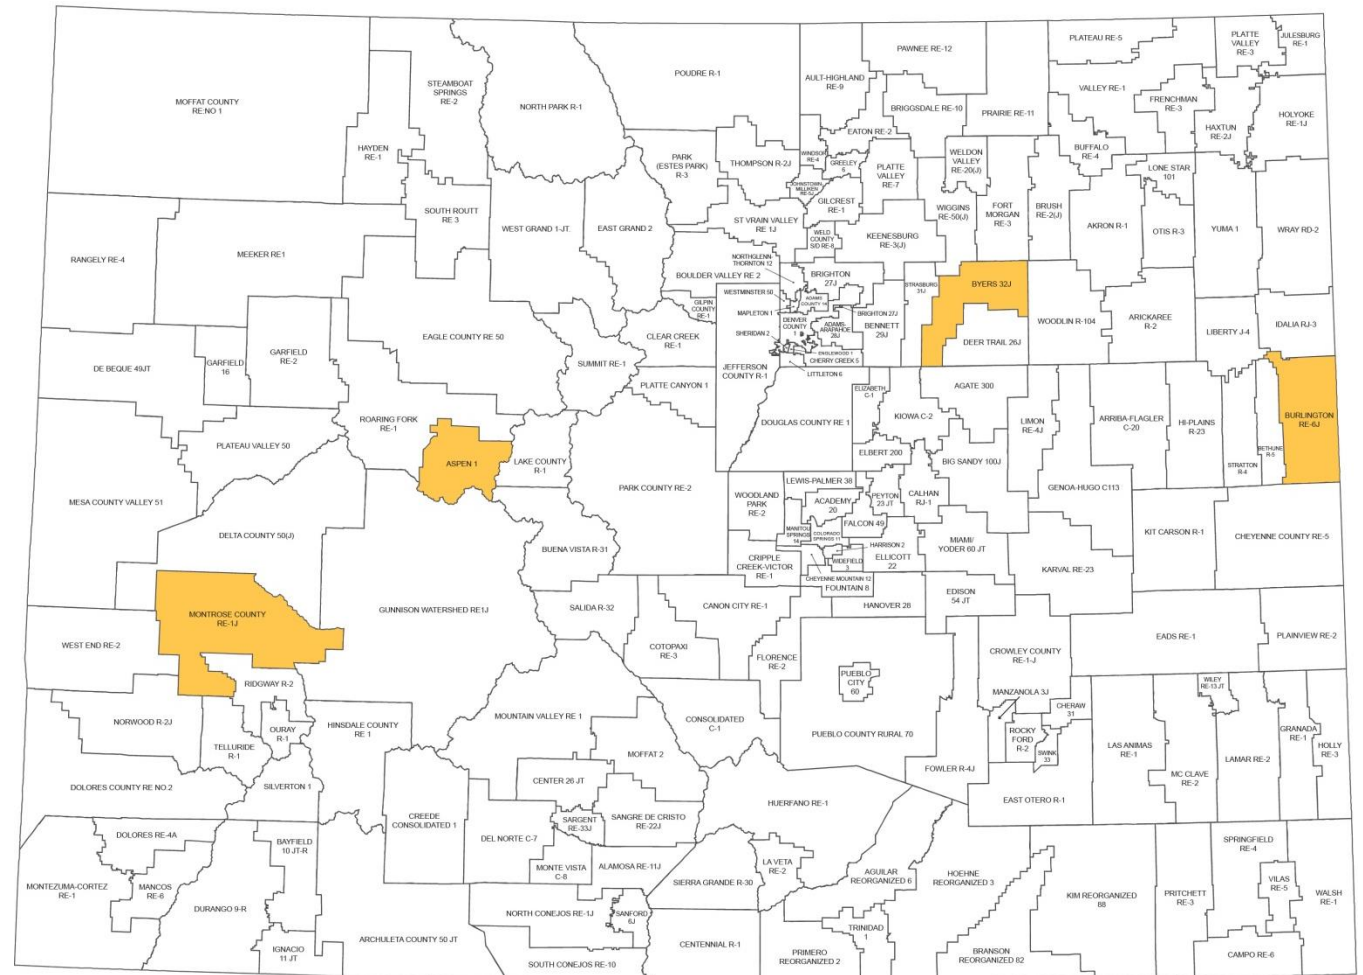 MOFFAT COUNTY
RE:NO 1
STEAMBOAT
SPRINGS
RE-2
NORTH PARK R-1
POUDRE R-1
AULT-HIGHLAND
RE-9
PAWNEE RE-12
PLATEAU RE-5
PLATTE
VALLEY
RE-3
JULESBURG
RE-1
HAYDEN
RE-1
PARK
(ESTES PARK)
R-3
THOMPSON R-2J
WINDSOR
RE-4
EATON RE-2
GREELEY
6
BRIGGSDALE RE-10
PRAIRIE RE-11
VALLEY RE-1
FRENCHMAN
RE-3
HAXTUN
RE-2J
HOLYOKE
RE-1J
BUFFALO
RE-4
LONE STAR
101
JOHNSTOWN
MILLIKEN
RE-5J
GILCREST
RE-1
PLATTE
VALLEY
RE-7
WELDON
VALLEY
RE-20(J)
WIGGINS
RE-50(J)
FORT
MORGAN
RE-3
BRUSH
RE-2(J)
AKRON R-1
OTIS R-3
YUMA 1
WRAY RD-2
SOUTH ROUTT
RE 3
WEST GRAND 1-JT.
EAST GRAND 2
ST VRAIN VALLEY
RE 1J
WELD
COUNTY
S/D RE-8
KEENESBURG
RE-3(J)
RANGELY RE-4
MEEKER RE1
NORTHGLENN-
THORNTON 12
BOULDER VALLEY RE 2
BRIGHTON
27J
WESTMINSTER 50
ADAMS
COUNTY 14
MAPLETON 1
BRIGHTON 27J
STRASBURG
31J
BYERS 32J
GILPIN
COUNTY
RE-1
DENVER
COUNTY
1
ADAMS-
ARAPAHOE
28J
BENNETT
29J
DEER TRAIL 26J
WOODLIN R-104
ARICKAREE
R-2
LIBERTY J-4
IDALIA RJ-3
CLEAR CREEK
RE-1
SHERIDAN 2
ENGLEWOOD 1
CHERRY CREEK 5
LITTLETON 6
DE BEQUE 49JT
GARFIELD
16
GARFIELD
RE-2
EAGLE COUNTY RE 50
SUMMIT RE-1
JEFFERSON
COUNTY R-1
PLATTE CANYON 1
ELIZABETH
C-1
KIOWA C-2
AGATE 300
ROARING FORK
RE-1
DOUGLAS COUNTY RE 1
LIMON
RE-4J
ARRIBA-FLAGLER
C-20
HI-PLAINS
R-23
BURLINGTON
RE-6J
STRATTON
R-4
BETHUNE
R-5
PLATEAU VALLEY 50
ASPEN 1
LAKE COUNTY
R-1
ELBERT 200
BIG SANDY 100J
PARK COUNTY RE-2
LEWIS-PALMER 38
WOODLAND
PARK
RE-2
ACADEMY
20
PEYTON
23 JT
CALHAN
RJ-1
GENOA-HUGO C113
MESA COUNTY VALLEY 51
MANITOU
SPRINGS
14
COLORADO
SPRINGS 11
FALCON 49
KIT CARSON R-1
CHEYENNE COUNTY RE-5
DELTA COUNTY 50(J)
BUENA VISTA R-31
HARRISON 2
MIAMI/
YODER 60 JT
CRIPPLE
CREEK-VICTOR
RE-1
WIDEFIELD
3
ELLICOTT
22
KARVAL RE-23
CHEYENNE MOUNTAIN 12
FOUNTAIN 8
MONTROSE COUNTY
RE-1J
GUNNISON WATERSHED RE1J
SALIDA R-32
CANON CITY RE-1
HANOVER 28
EDISON
54 JT
WEST END RE-2
COTOPAXI
RE-3
FLORENCE
RE-2
CROWLEY COUNTY
RE-1-J
EADS RE-1
PLAINVIEW RE-2
RIDGWAY R-2
PUEBLO
CITY
60
MANZANOLA 3J
WILEY
RE-13 JT
NORWOOD R-2J
OURAY
R-1
HINSDALE COUNTY
RE 1
MOUNTAIN VALLEY RE 1
CONSOLIDATED
C-1
PUEBLO COUNTY RURAL 70
CHERAW
31
TELLURIDE
R-1
MOFFAT 2
ROCKY
FORD
R-2
SWINK
33
LAS ANIMAS
RE-1
MC CLAVE
RE-2
LAMAR RE-2
GRANADA
RE-1
HOLLY
RE-3
FOWLER R-4J
DOLORES COUNTY RE NO.2
SILVERTON 1
CENTER 26 JT
EAST OTERO R-1
HUERFANO RE-1
CREEDE
CONSOLIDATED 1
SARGENT
RE-33J
SANGRE DE CRISTO
RE-22J
DOLORES RE-4A
BAYFIELD
10 JT-R
DEL NORTE C-7
SPRINGFIELD
RE-4
MONTE VISTA
C-8
ALAMOSA RE-11J
LA VETA
RE-2
MONTEZUMA-CORTEZ
RE-1
MANCOS
RE-6
SIERRA GRANDE R-30
AGUILAR
REORGANIZED 6
HOEHNE
REORGANIZED 3
KIM REORGANIZED
88
PRITCHETT
RE-3
VILAS
RE-5
WALSH
RE-1
DURANGO 9-R
NORTH CONEJOS RE-1J
SANFORD
6J
TRINIDAD
1
IGNACIO
11 JT
ARCHULETA COUNTY 50 JT
CENTENNIAL R-1
PRIMERO
REORGANIZED 2
BRANSON
REORGANIZED 82
CAMPO RE-6
SOUTH CONEJOS RE-10